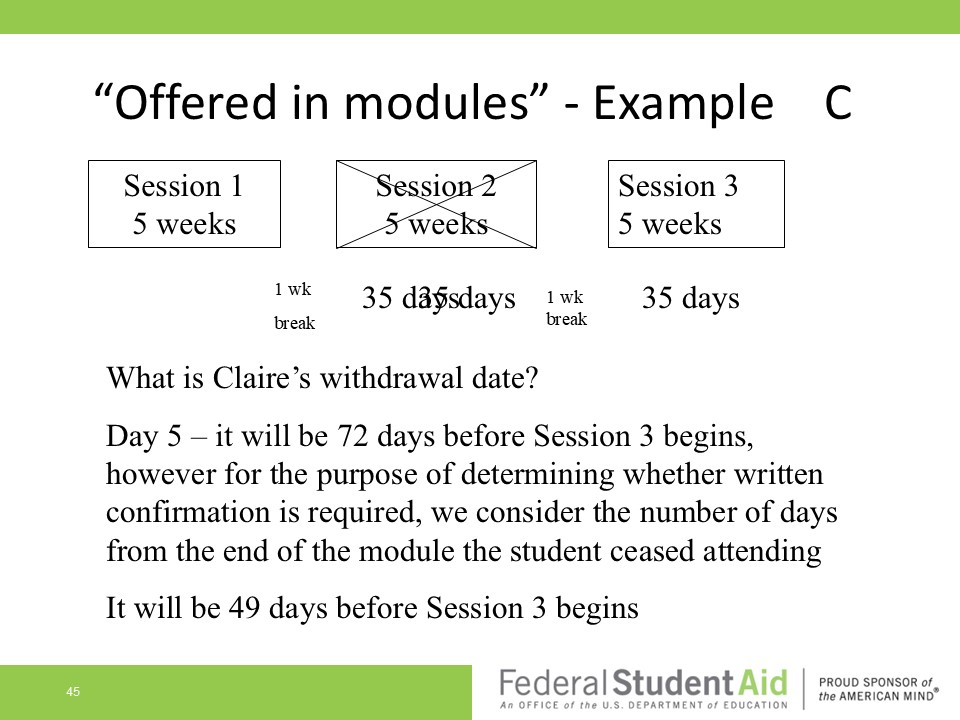 “Offered in modules” - Example C
Session 1
5 weeks
Session 2
5 weeks
Session 3
5 weeks
1 wk
break
35 days
35 days
1 wk
break
35 days
What is Claire’s withdrawal date?
Day 5 – it will be 72 days before Session 3 begins,
however for the purpose of determining whether written
confirmation is required, we consider the number of days
from the end of the module the student ceased attending
It will be 49 days before Session 3 begins
45
Federal Student Aid
An OFFICE of the U.S. DEPARTMENT of EDUCATION
PROUD SPONSOR of
the AMERICAN MIND®